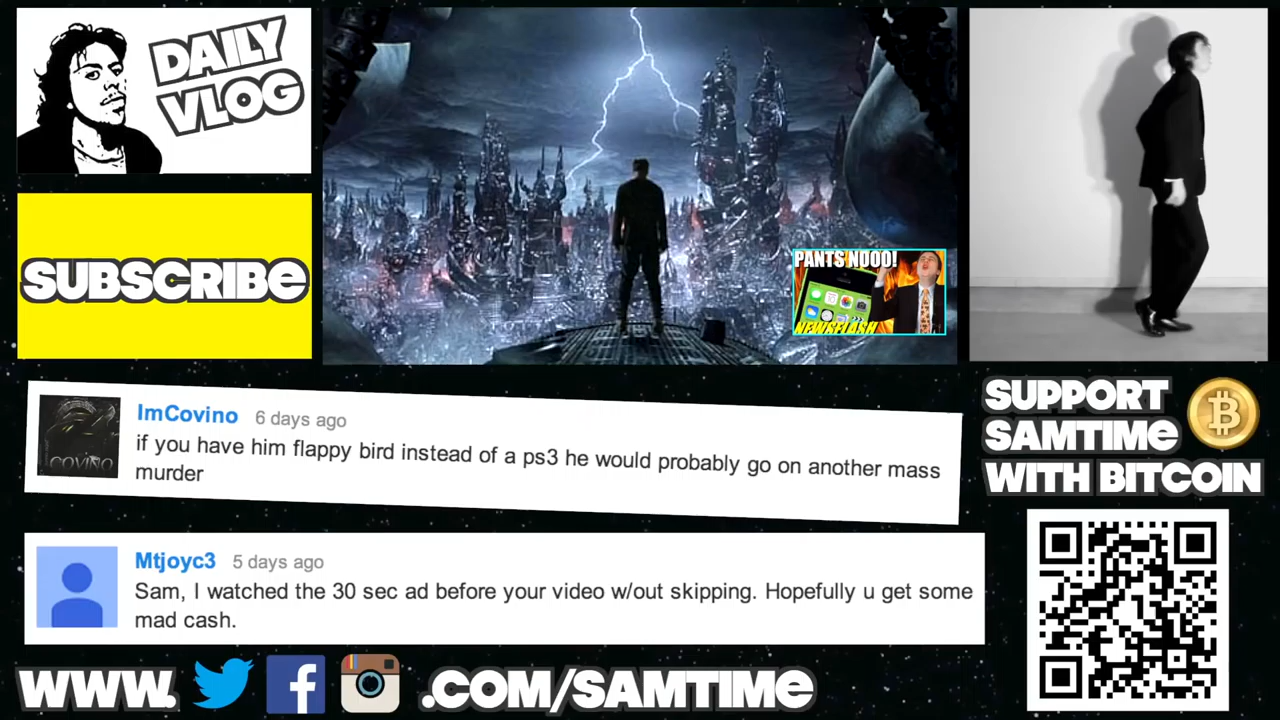 DAILY
VLOG
SUBSCRIBE
PANTS NOOO!
NEWSFLASH
ImCovino 6 days ago
if you have him flappy bird instead of a ps3 he would probably go on another mass
murder
COVINO
Mtjoyc3 5 days ago
Sam, I watched the 30 sec ad before your video w/out skipping. Hopefully u get some
mad cash.
SUPPORT
SAMTIME
WITH BITCOIN
WWW. .COM/SAMTIME